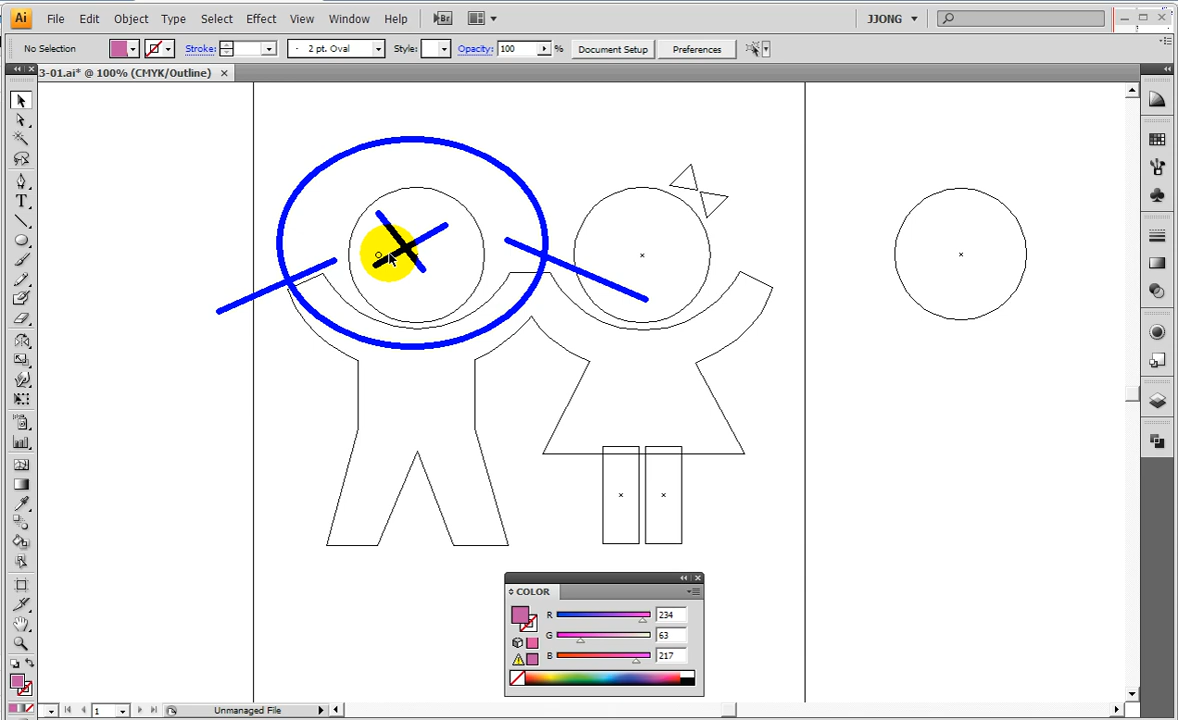 Ai File Edit Object Type Select Effect View Window Help Br JJONG
No Selection Stroke: 2 pt. Oval Style: Opacity: 100 % Document Setup Preferences
3-01.ai* @ 100% (CMYK/Outline)
COLOR
R 234
G 63
B 217
1 Unmanaged File